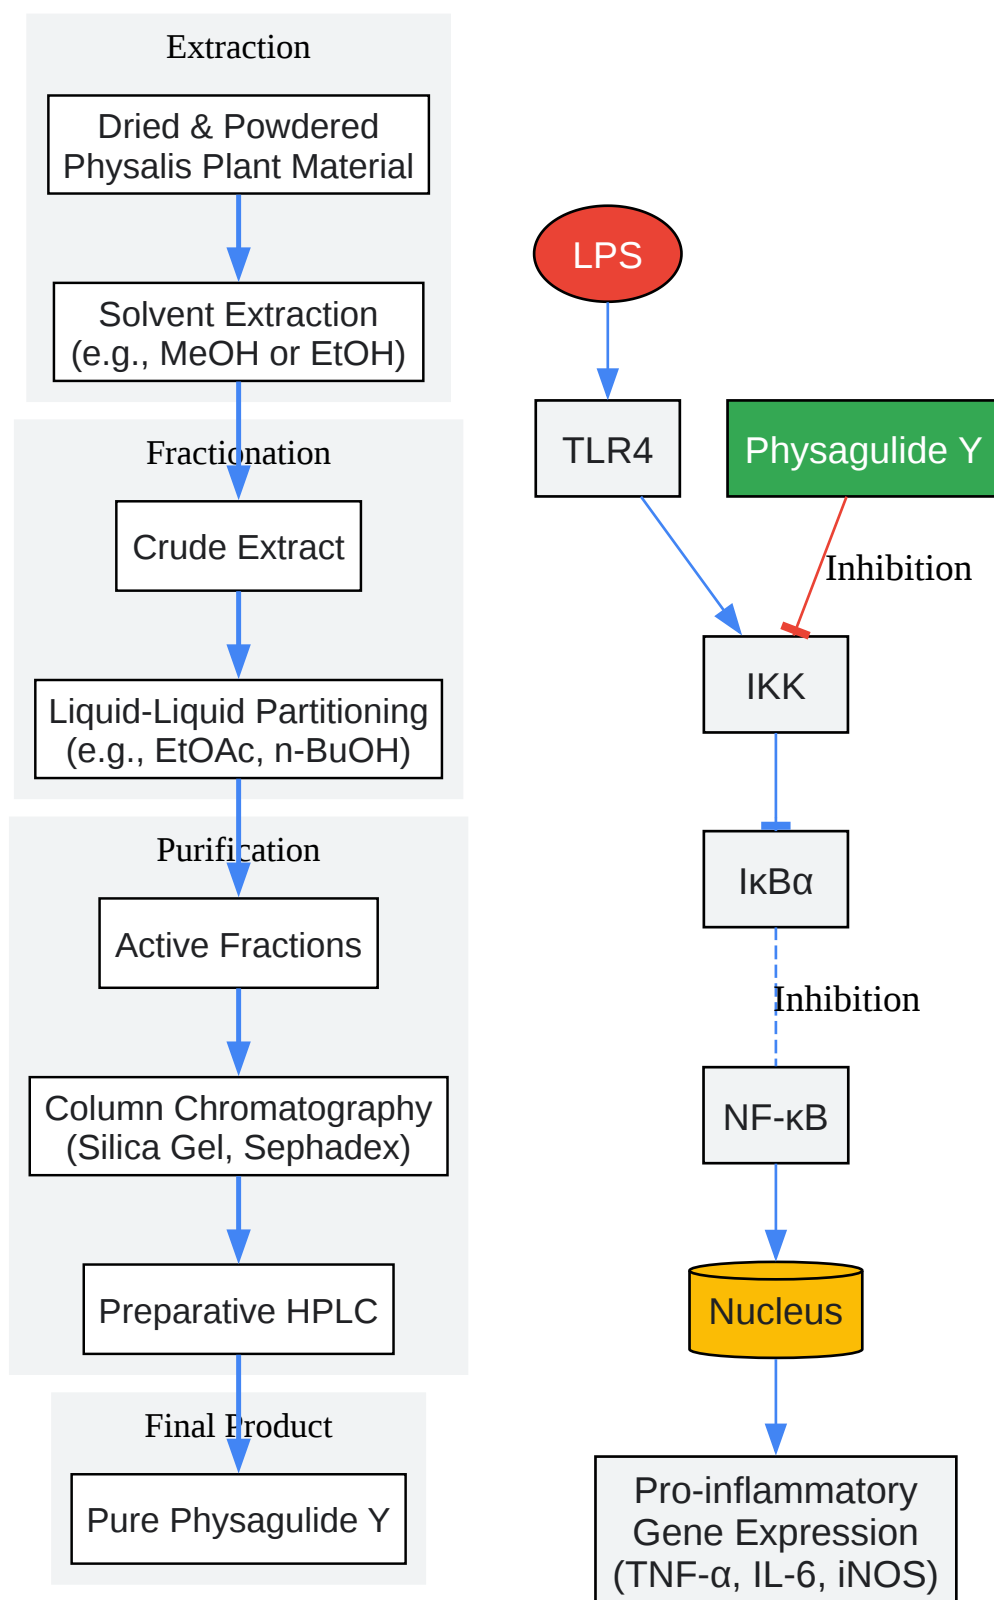 Extraction
Dried & Powdered
Physalis Plant Material
Solvent Extraction
(e.g., MeOH or EtOH)
Fractionation
Crude Extract
Liquid-Liquid Partitioning
(e.g., EtOAc, n-BuOH)
Purification
Active Fractions
Column Chromatography
(Silica Gel, Sephadex)
Preparative HPLC
Final Product
Pure Physagulide Y
LPS
TLR4
Physagulide Y
Inhibition
IKK
IκBα
Inhibition
NF-κB
Nucleus
Pro-inflammatory
Gene Expression
(TNF-α, IL-6, iNOS)